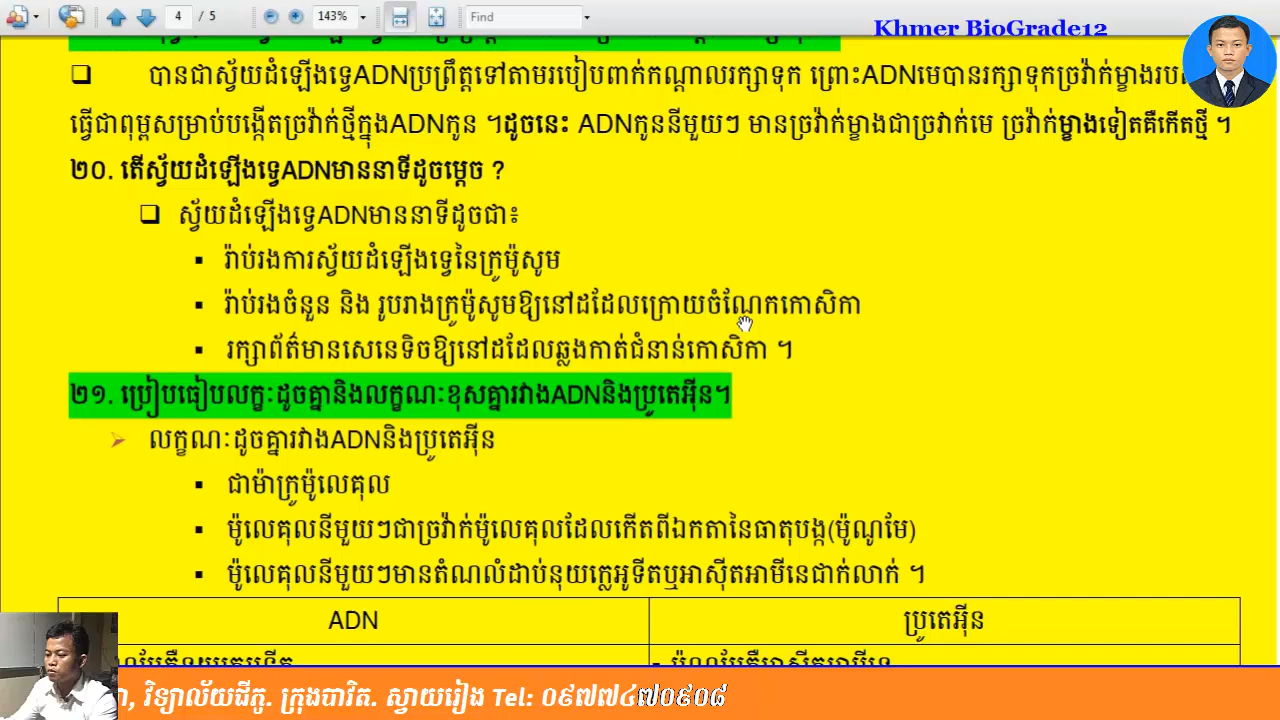 4 / 5
143%
Find
Khmer BioGrade12
❑ បានជាស្វ័យដំឡើងទ្វេADNប្រព្រឹត្តទៅតាមរបៀបពាក់កណ្តាលរក្សាទុក ព្រោះADNមេបានរក្សាទុកច្រវ៉ាក់ម្ខាង
ធ្វើជាពុម្ពសម្រាប់បង្កើតច្រវ៉ាក់ថ្មីក្នុងADNកូន ។ដូចនេះ ADNកូននីមួយៗ មានច្រវ៉ាក់ម្ខាងជាច្រវាក់មេ ច្រវ៉ាក់ម្ខាងទៀតគឺកើតថ្មី ។
២០. តើស្វ័យដំឡើងទ្វេADNមាននាទីដូចម្តេច ?
❑ ស្វ័យដំឡើងទ្វេADNមាននាទីដូចជា៖
▪ រ៉ាប់រងការស្វ័យដំឡើងទ្វេនៃក្រូម៉ូសូម
▪ រ៉ាប់រងចំនួន និង រូបរាងក្រូម៉ូសូមឱ្យនៅដដែលក្រោយចំណែកកោសិកា
▪ រក្សាព័ត៌មានសេនេទិចឱ្យនៅដដែលឆ្លងកាត់ជំនាន់កោសិកា ។
២១. ប្រៀបធៀបលក្ខៈដូចគ្នានិងលក្ខណៈខុសគ្នារវាងADNនិងប្រូតេអ៊ីន។
➢ លក្ខណៈដូចគ្នារវាងADNនិងប្រូតេអ៊ីន
▪ ជាម៉ាក្រូម៉ូលេគុល
▪ ម៉ូលេគុលនីមួយៗជាច្រវ៉ាក់ម៉ូលេគុលដែលកើតពីឯកតានៃធាតុបង្ក(ម៉ូណូមែ)
▪ ម៉ូលេគុលនីមួយៗមានតំណលំដាប់នុយក្លេអូទីតឬអាស៊ីតអាមីនេជាក់លាក់ ។
ADN
ប្រូតេអ៊ីន
, វិទ្យាល័យជីភូ. ក្រុងបាវិត. ស្វាយរៀង Tel: ០៩៧៧៤៧០៩០៨